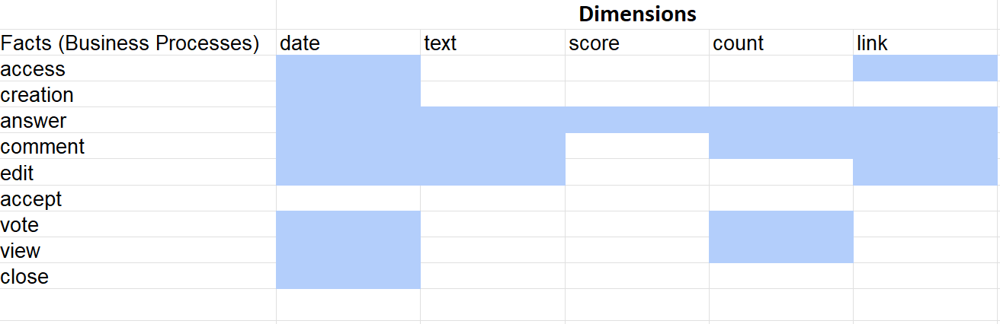 Dimensions
Facts (Business Processes) date text score count link
access
creation
answer
comment
edit
accept
vote
view
close